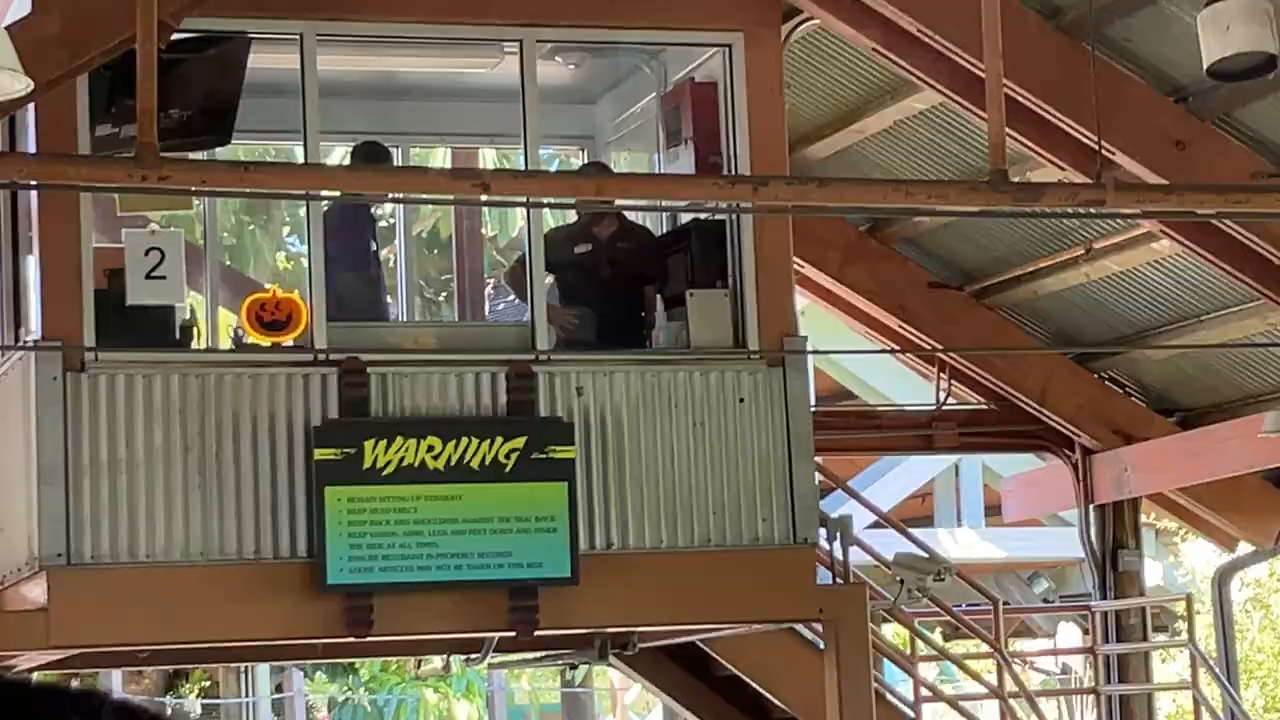 2
WARNING
• REMAIN SITTING UP STRAIGHT
• KEEP HEAD ERECT
• KEEP BACK AND SHOULDERS AGAINST THE SEAT BACK
• KEEP HANDS, ARMS, LEGS AND FEET DOWN AND INSIDE
THE RIDE AT ALL TIMES
• ENSURE RESTRAINT IS PROPERLY SECURED
• LOOSE ARTICLES MAY NOT BE TAKEN ON THIS RIDE